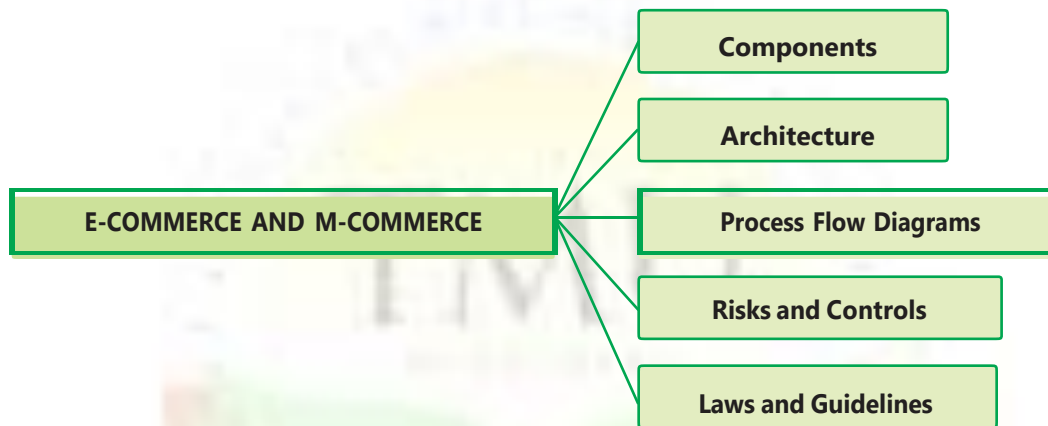 Components
Architecture
E-COMMERCE AND M-COMMERCE
Process Flow Diagrams
Risks and Controls
Laws and Guidelines